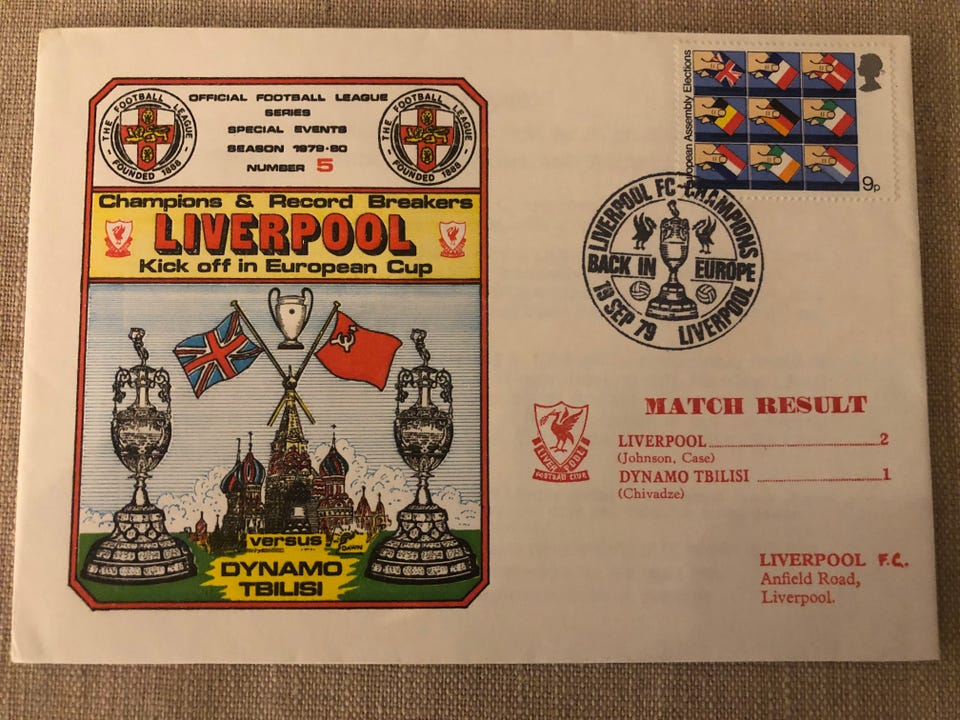 THE FOOTBALL LEAGUE
FOUNDED 1888
OFFICIAL FOOTBALL LEAGUE
SERIES
SPECIAL EVENTS
SEASON 1979-80
NUMBER 5
THE FOOTBALL LEAGUE
FOUNDED 1888
Champions & Record Breakers
LIVERPOOL
Kick off in European Cup
versus
DAWN
DYNAMO
TBILISI
European Assembly Elections
9p
LIVERPOOL FC - CHAMPIONS
BACK IN EUROPE
19 SEP 79 LIVERPOOL
MATCH RESULT
LIVERPOOL
FOOTBALL CLUB
LIVERPOOL..........2
(Johnson, Case)
DYNAMO TBILISI ..........1
(Chivadze)
LIVERPOOL F.C.
Anfield Road,
Liverpool.